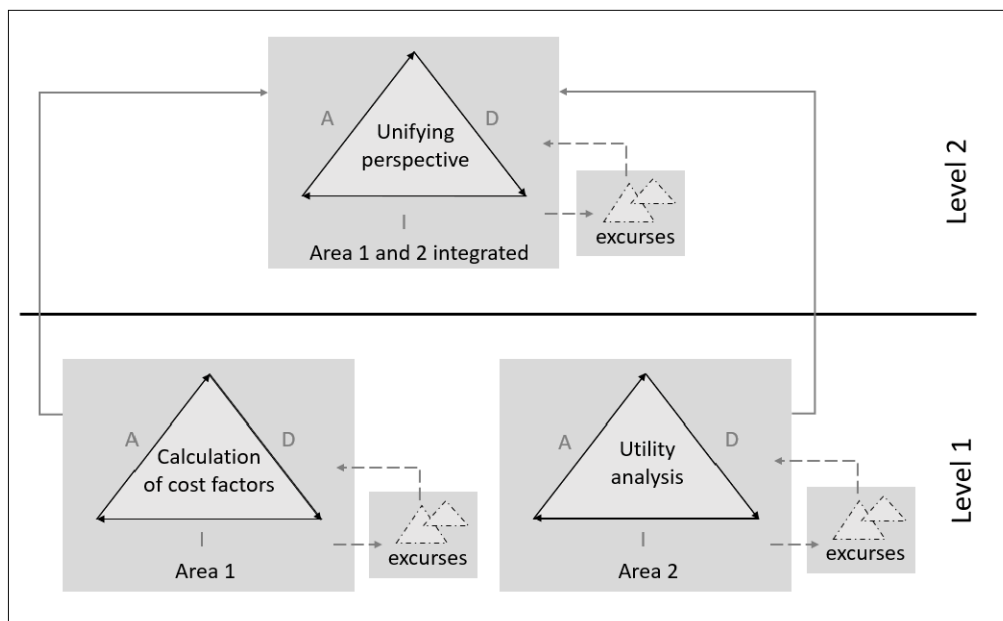 A
D
Unifying
perspective
I
Area 1 and 2 integrated
excurses
Level 2
A
D
Calculation
of cost factors
I
Area 1
excurses
A
D
Utility
analysis
I
Area 2
excurses
Level 1